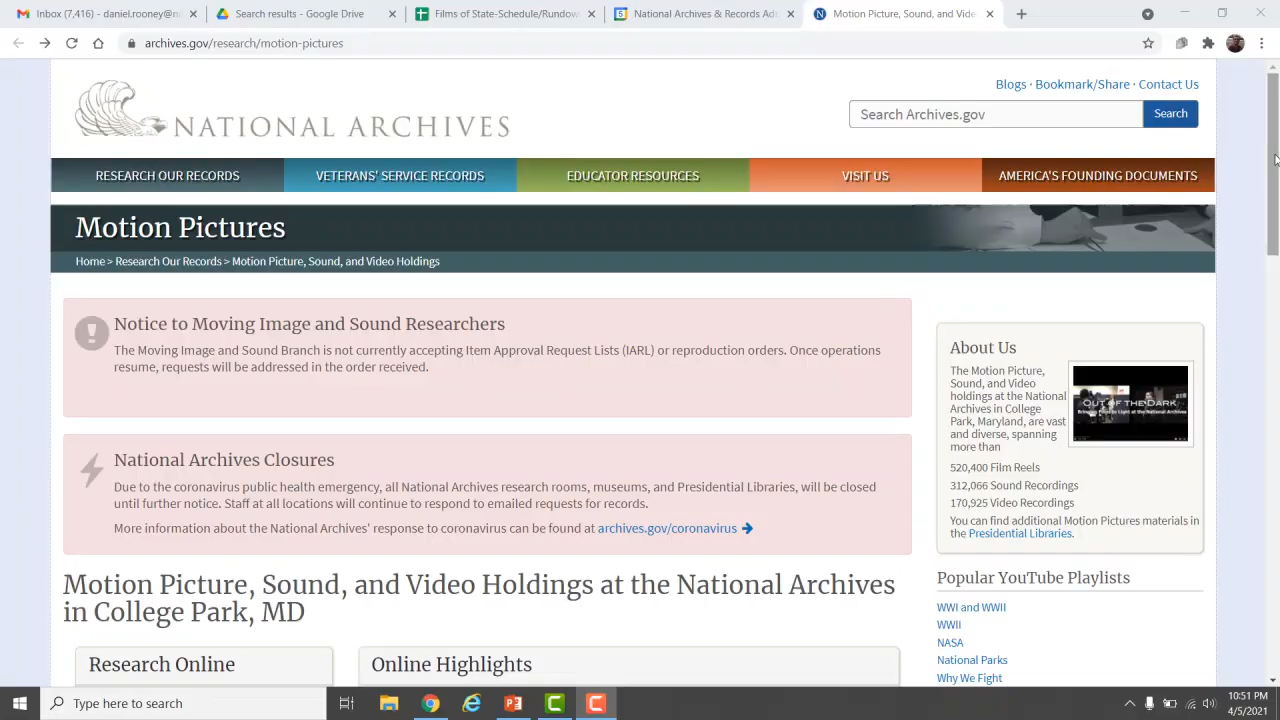 Inbox (7,416) - daniel.rooney@n
Search results - Google Drive
Films of State-Schedule/Rundow
National Archives & Records Ad
Motion Picture, Sound, and Vide
archives.gov/research/motion-pictures
Blogs · Bookmark/Share · Contact Us
NATIONAL ARCHIVES
Search Archives.gov
Search
RESEARCH OUR RECORDS
VETERANS' SERVICE RECORDS
EDUCATOR RESOURCES
VISIT US
AMERICA'S FOUNDING DOCUMENTS
Motion Pictures
Home > Research Our Records > Motion Picture, Sound, and Video Holdings
Notice to Moving Image and Sound Researchers
The Moving Image and Sound Branch is not currently accepting Item Approval Request Lists (IARL) or reproduction orders. Once operations
resume, requests will be addressed in the order received.
National Archives Closures
Due to the coronavirus public health emergency, all National Archives research rooms, museums, and Presidential Libraries, will be closed
until further notice. Staff at all locations will continue to respond to emailed requests for records.
More information about the National Archives' response to coronavirus can be found at archives.gov/coronavirus
Motion Picture, Sound, and Video Holdings at the National Archives
in College Park, MD
Research Online
Online Highlights
About Us
The Motion Picture,
Sound, and Video
holdings at the National
Archives in College
Park, Maryland, are vast
and diverse, spanning
more than
OUT OF THE DARK
Bringing Films to Light at the National Archives
520,400 Film Reels
312,066 Sound Recordings
170,925 Video Recordings
You can find additional Motion Pictures materials in
the Presidential Libraries.
Popular YouTube Playlists
WWI and WWII
WWII
NASA
National Parks
Why We Fight
Type here to search
10:51 PM
4/5/2021